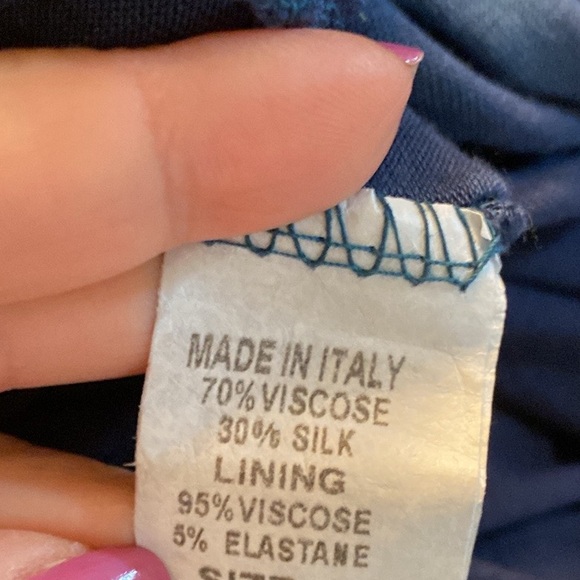 MADE IN ITALY
70% VISCOSE
30% SILK
LINING
95% VISCOSE
5% ELASTANE